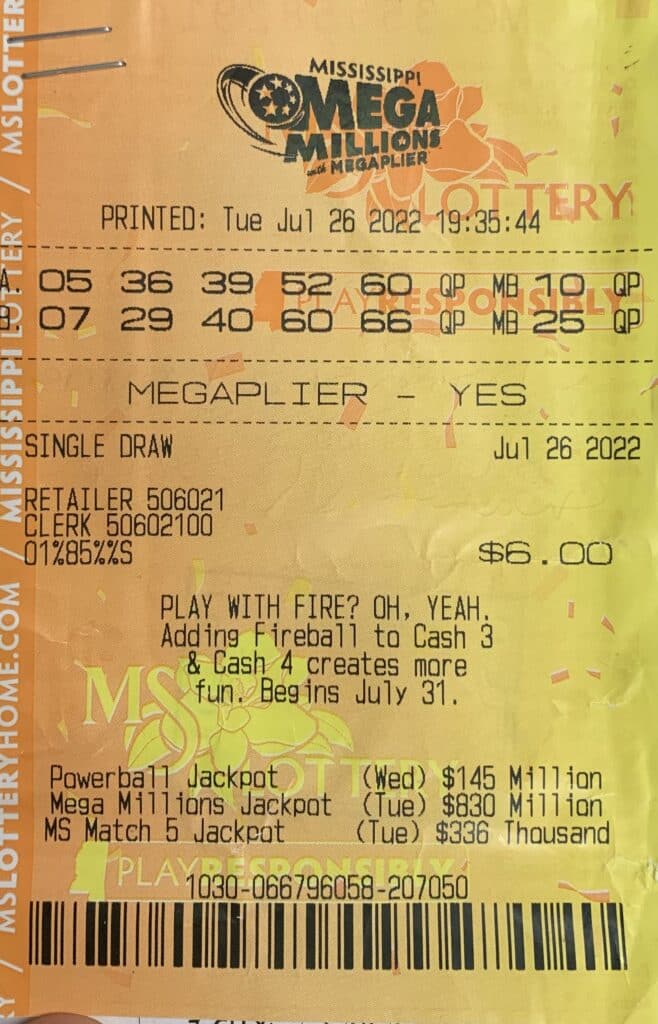 MISSISSIPPI
MEGA
MILLIONS
with MEGAPLIER
LOTTERY
PRINTED: Tue Jul 26 2022 19:35:44
A. 05 36 39 52 60 QP MB 10 QP
B. 07 29 40 60 66 QP MB 25 QP
PLAY RESPONSIBLY
MEGAPLIER - YES
SINGLE DRAW Jul 26 2022
RETAILER 506021
CLERK 50602100
01%85%%S $6.00
PLAY WITH FIRE? OH, YEAH.
Adding Fireball to Cash 3
& Cash 4 creates more
fun. Begins July 31.
MS
LOTTERY
Powerball Jackpot (Wed) $145 Million
Mega Millions Jackpot (Tue) $830 Million
MS Match 5 Jackpot (Tue) $336 Thousand
PLAY RESPONSIBLY
1030-066796058-207050
/ MSLOTTERYHOME.COM / MISSISSIPPI LOTTERY / MSLOTTER